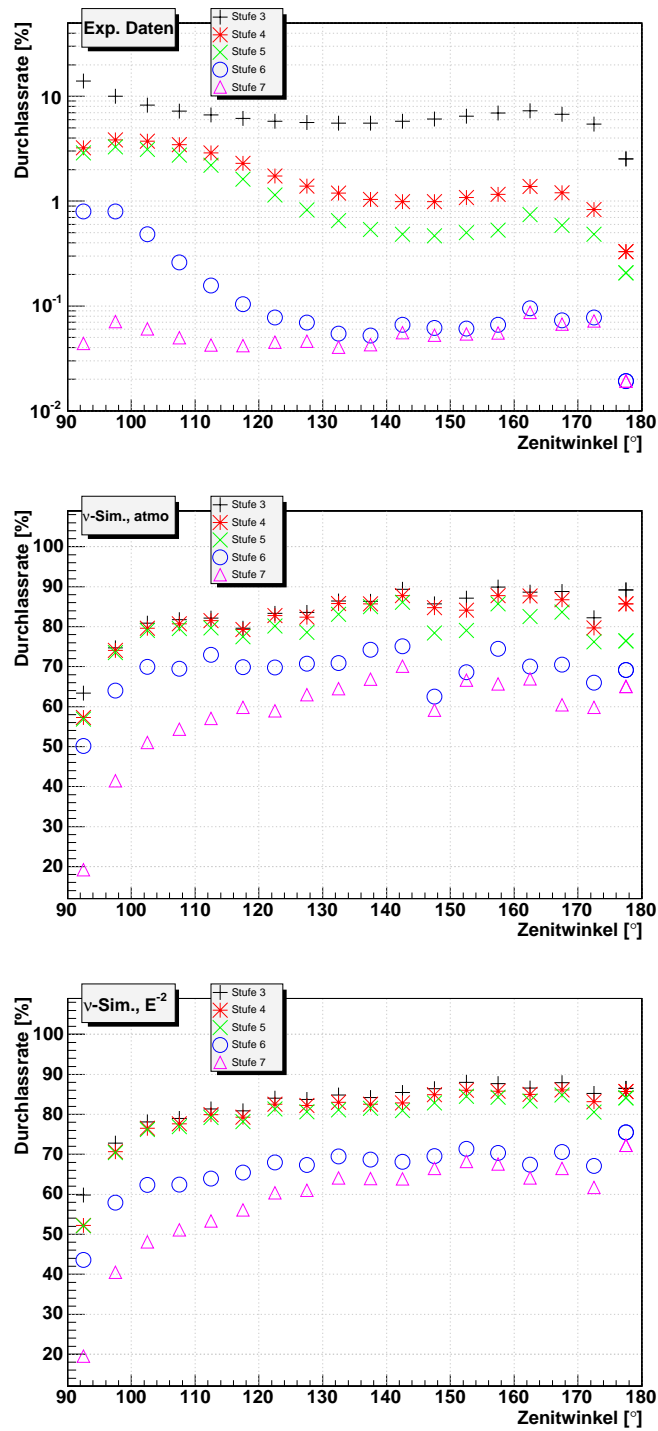 Exp. Daten
Stufe 3
Stufe 4
Stufe 5
Stufe 6
Stufe 7
Durchlassrate [%]
10
1
10⁻¹
10⁻²
90 100 110 120 130 140 150 160 170 180
Zenitwinkel [°]
ν-Sim., atmo
Stufe 3
Stufe 4
Stufe 5
Stufe 6
Stufe 7
Durchlassrate [%]
100
90
80
70
60
50
40
30
20
90 100 110 120 130 140 150 160 170 180
Zenitwinkel [°]
ν-Sim., E⁻²
Stufe 3
Stufe 4
Stufe 5
Stufe 6
Stufe 7
Durchlassrate [%]
100
90
80
70
60
50
40
30
20
90 100 110 120 130 140 150 160 170 180
Zenitwinkel [°]